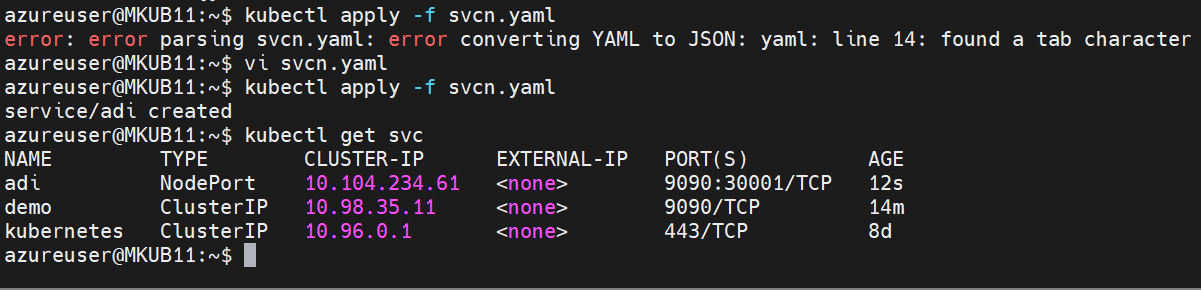 azureuser@MKUB11:~$ kubectl apply -f svcn.yaml
error: error parsing svcn.yaml: error converting YAML to JSON: yaml: line 14: found a tab character
azureuser@MKUB11:~$ vi svcn.yaml
azureuser@MKUB11:~$ kubectl apply -f svcn.yaml
service/adi created
azureuser@MKUB11:~$ kubectl get svc
NAME         TYPE        CLUSTER-IP      EXTERNAL-IP   PORT(S)          AGE
adi          NodePort    10.104.234.61   <none>        9090:30001/TCP   12s
demo         ClusterIP   10.98.35.11     <none>        9090/TCP         14m
kubernetes   ClusterIP   10.96.0.1       <none>        443/TCP          8d
azureuser@MKUB11:~$